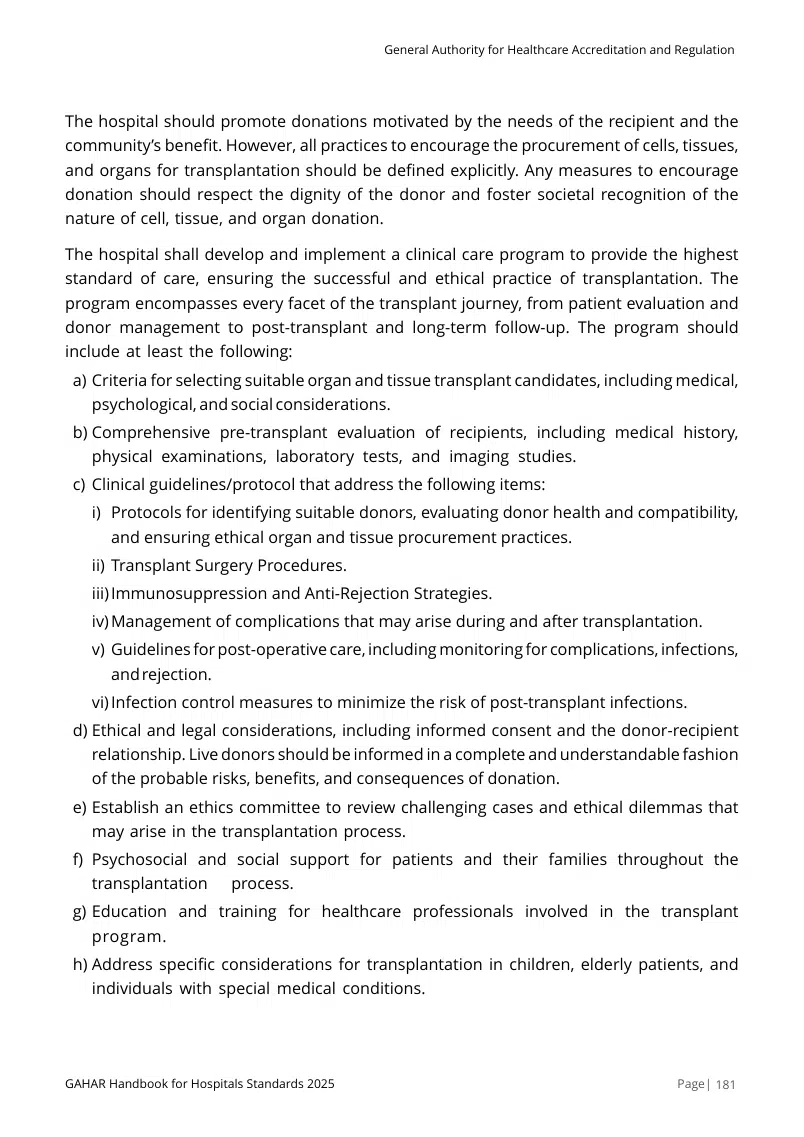 General Authority for Healthcare Accreditation and Regulation
The hospital should promote donations motivated by the needs of the recipient and the
community’s benefit. However, all practices to encourage the procurement of cells, tissues,
and organs for transplantation should be defined explicitly. Any measures to encourage
donation should respect the dignity of the donor and foster societal recognition of the
nature of cell, tissue, and organ donation.
The hospital shall develop and implement a clinical care program to provide the highest
standard of care, ensuring the successful and ethical practice of transplantation. The
program encompasses every facet of the transplant journey, from patient evaluation and
donor management to post-transplant and long-term follow-up. The program should
include at least the following:
a) Criteria for selecting suitable organ and tissue transplant candidates, including medical,
psychological, and social considerations.
b) Comprehensive pre-transplant evaluation of recipients, including medical history,
physical examinations, laboratory tests, and imaging studies.
c) Clinical guidelines/protocol that address the following items:
i) Protocols for identifying suitable donors, evaluating donor health and compatibility,
and ensuring ethical organ and tissue procurement practices.
ii) Transplant Surgery Procedures.
iii) Immunosuppression and Anti-Rejection Strategies.
iv) Management of complications that may arise during and after transplantation.
v) Guidelines for post-operative care, including monitoring for complications, infections,
and rejection.
vi) Infection control measures to minimize the risk of post-transplant infections.
d) Ethical and legal considerations, including informed consent and the donor-recipient
relationship. Live donors should be informed in a complete and understandable fashion
of the probable risks, benefits, and consequences of donation.
e) Establish an ethics committee to review challenging cases and ethical dilemmas that
may arise in the transplantation process.
f) Psychosocial and social support for patients and their families throughout the
transplantation process.
g) Education and training for healthcare professionals involved in the transplant
program.
h) Address specific considerations for transplantation in children, elderly patients, and
individuals with special medical conditions.
GAHAR Handbook for Hospitals Standards 2025
Page| 181